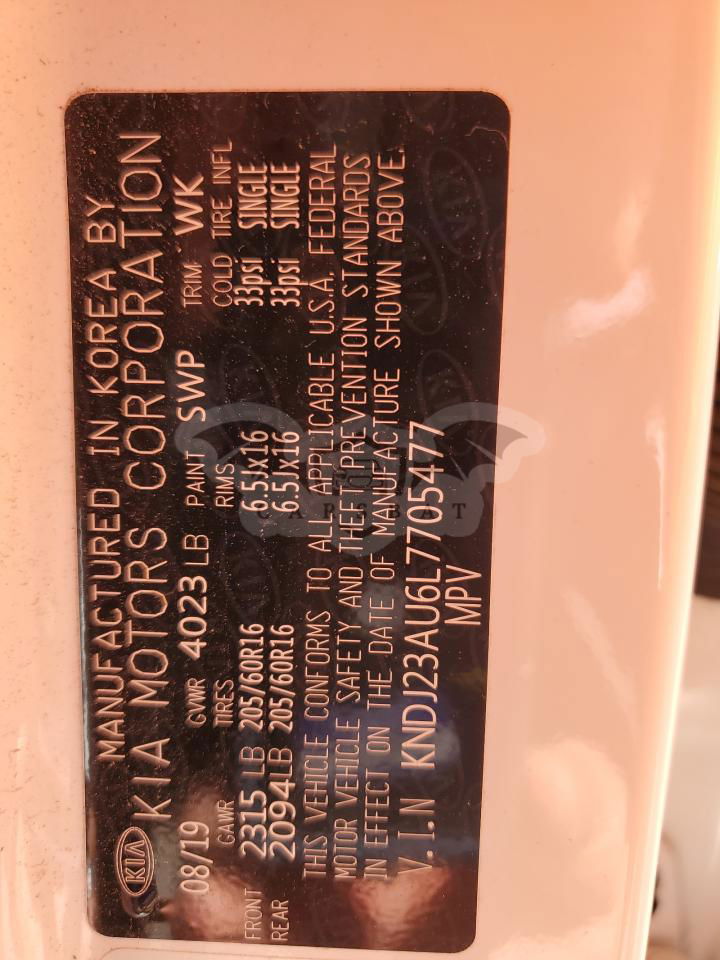 MANUFACTURED IN KOREA BY
KIA KIA MOTORS CORPORATION
08/19 GVWR 4023 LB PAINT SWP TRIM WK
GAWR TIRES RIMS COLD TIRE INFL
FRONT 2315 LB 205/60R16 6.5Jx16 33psi SINGLE
REAR 2094LB 205/60R16 6.5Jx16 33psi SINGLE
THIS VEHICLE CONFORMS TO ALL APPLICABLE U.S.A. FEDERAL
MOTOR VEHICLE SAFETY AND THEFT PREVENTION STANDARDS
IN EFFECT ON THE DATE OF MANUFACTURE SHOWN ABOVE.
V.I.N KNDJ23AU6L7705477
MPV
CARSBAT